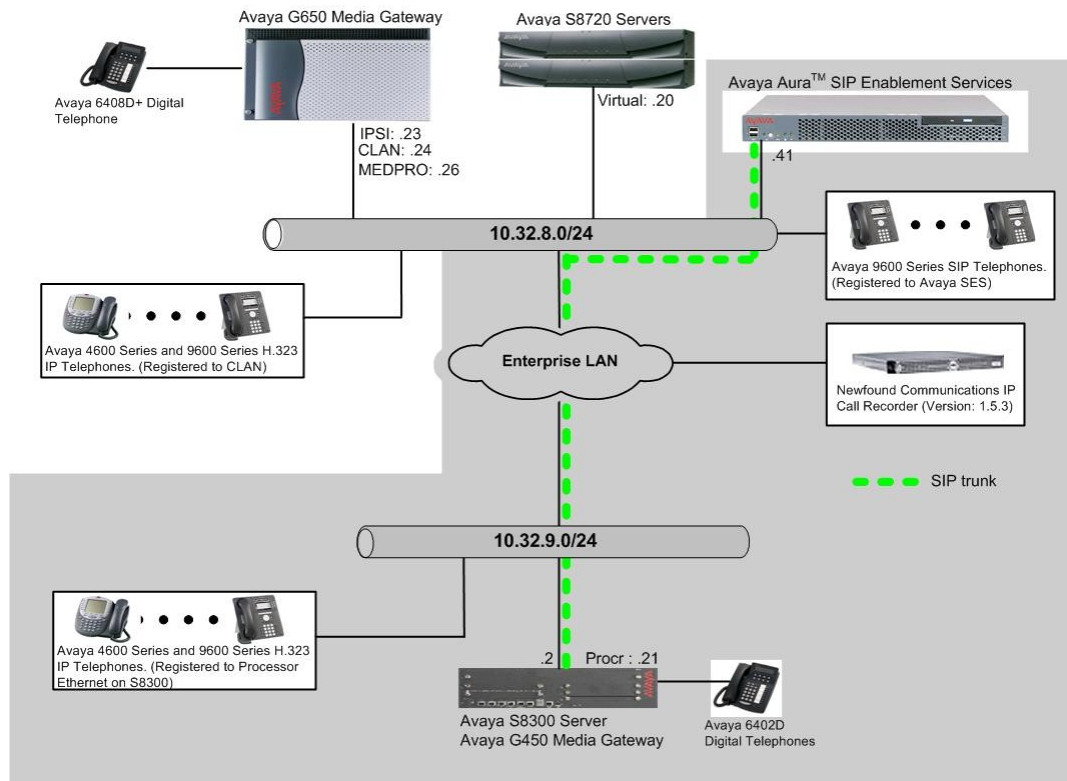 Avaya G650 Media Gateway
Avaya S8720 Servers
Avaya Aura™ SIP Enablement Services
Avaya 6408D+ Digital
Telephone
AVAYA
IPSI: .23
CLAN: .24
MEDPRO: .26
Virtual: .20
AVAYA
.41
10.32.8.0/24
Avaya 9600 Series SIP Telephones.
(Registered to Avaya SES)
Avaya 4600 Series and 9600 Series H.323
IP Telephones. (Registered to CLAN)
Enterprise LAN
Newfound Communications IP
Call Recorder (Version: 1.5.3)
SIP trunk
10.32.9.0/24
Avaya 4600 Series and 9600 Series H.323
IP Telephones. (Registered to Processor
Ethernet on S8300)
.2
Procr : .21
AVAYA
Avaya S8300 Server
Avaya G450 Media Gateway
Avaya 6402D
Digital Telephones